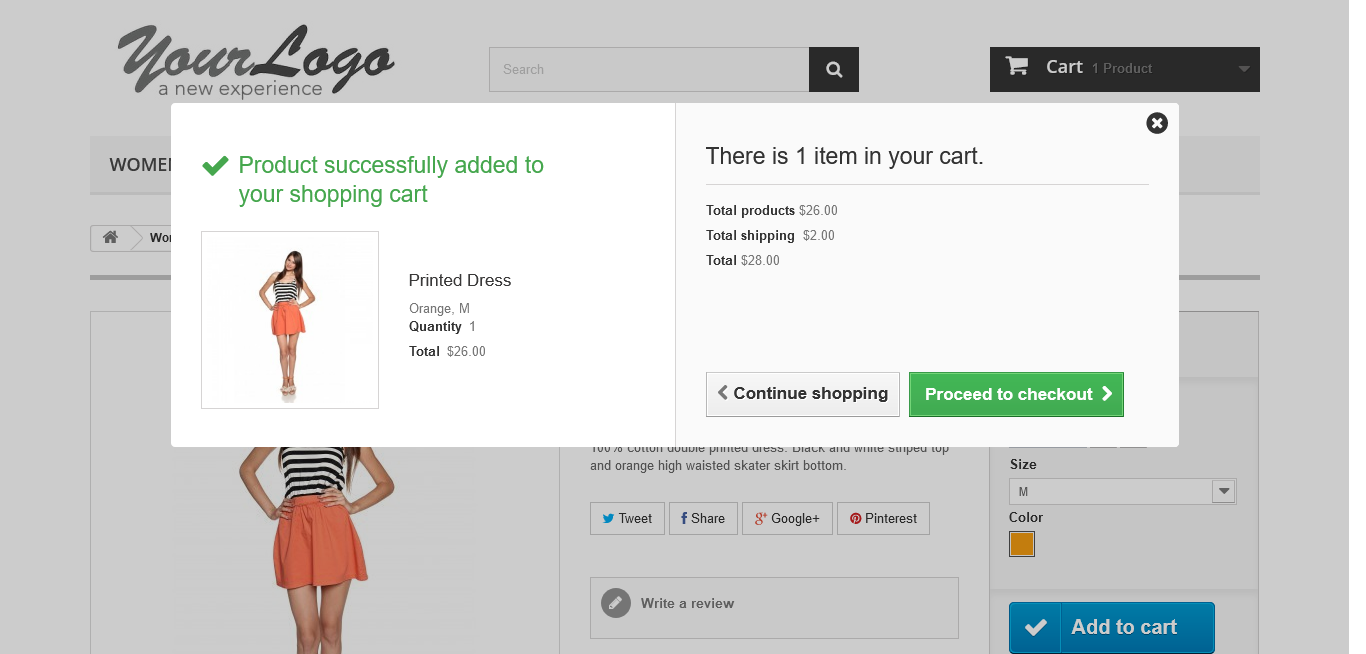 YourLogo
a new experience
Search
Cart 1 Product
WOMEN
Product successfully added to
your shopping cart
Printed Dress
Orange, M
Quantity 1
Total $26.00
There is 1 item in your cart.
Total products $26.00
Total shipping $2.00
Total $28.00
Continue shopping
Proceed to checkout
100% cotton double printed dress. Black and white striped top
and orange high waisted skater skirt bottom.
Tweet
Share
Google+
Pinterest
Write a review
Size
M
Color
Add to cart